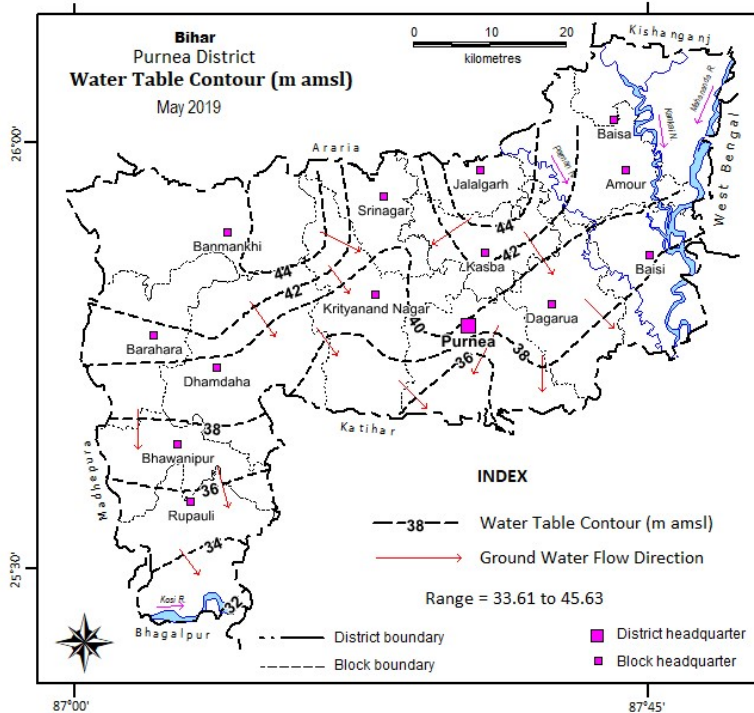 Bihar
Purnea District
Water Table Contour (m amsl)
May 2019
0 10 20
kilometres
Kishanganj
Mahananda R.
Kankai N.
Parman
West Bengal
26°00'
Araria
Baisa
Amour
Jalalgarh
Srinagar
Banmankhi
44
42
Kasba
Baisi
44
42
Krityanand Nagar
40
Dagarua
Barahara
Purnea
36
38
Dhamdaha
38
Katihar
Bhawanipur
Madhepura
36
Rupauli
34
25°30'
Kosi R.
32
Bhagalpur
INDEX
38 Water Table Contour (m amsl)
Ground Water Flow Direction
Range = 33.61 to 45.63
District boundary
District headquarter
Block boundary
Block headquarter
87°00' 87°45'